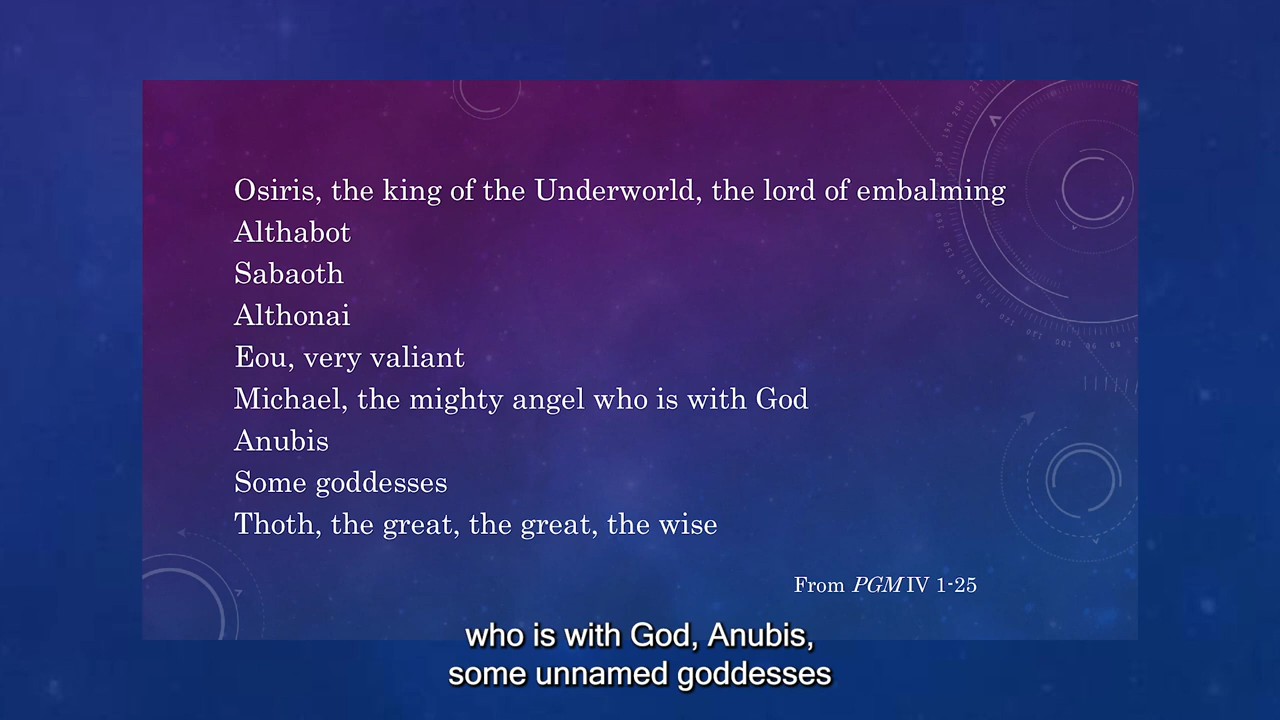 Osiris, the king of the Underworld, the lord of embalming
Althabot
Sabaoth
Althonai
Eou, very valiant
Michael, the mighty angel who is with God
Anubis
Some goddesses
Thoth, the great, the great, the wise
From PGM IV 1-25
who is with God, Anubis,
some unnamed goddesses